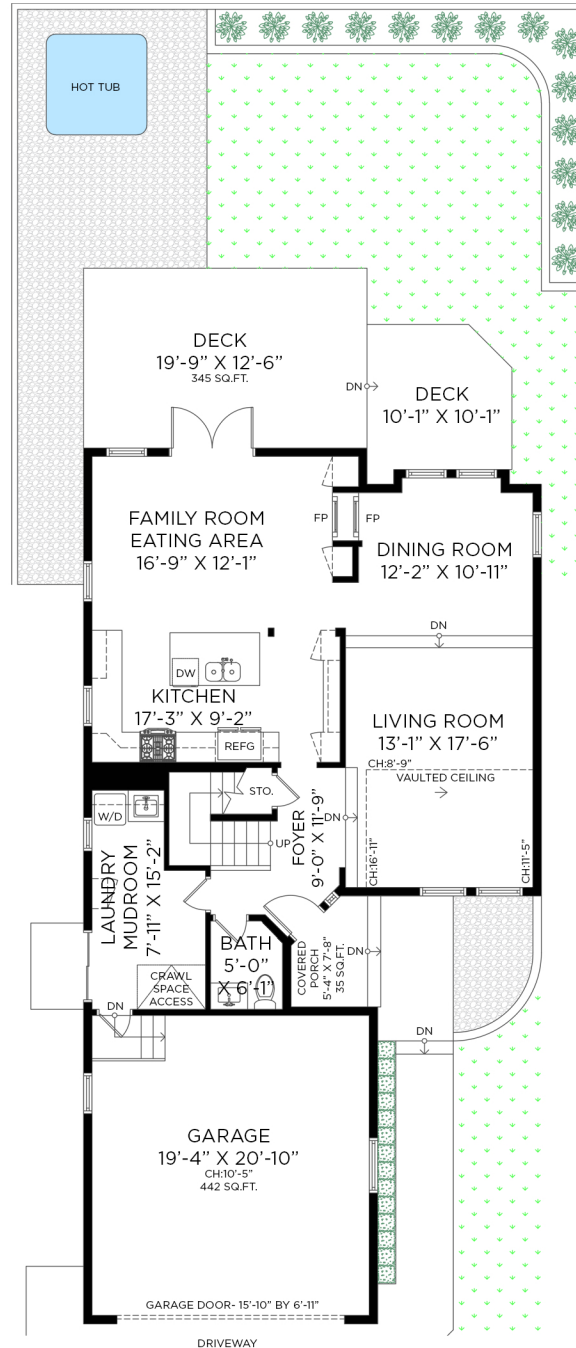 HOT TUB
DECK
19'-9" X 12'-6"
345 SQ.FT.
DN
DECK
10'-1" X 10'-1"
FAMILY ROOM
EATING AREA
16'-9" X 12'-1"
FP
FP
DINING ROOM
12'-2" X 10'-11"
DN
DW
KITCHEN
17'-3" X 9'-2"
REFG
LIVING ROOM
13'-1" X 17'-6"
CH:8'-9"
VAULTED CEILING
CH:16'-11"
CH:11'-5"
STO.
DN
UP
FOYER
9'-0" X 11'-9"
W/D
LAUNDRY
MUDROOM
7'-11" X 15'-2"
CRAWL
SPACE
ACCESS
BATH
5'-0"
X 6'-1"
COVERED
PORCH
5'-4" X 7'-8"
35 SQ.FT.
DN
DN
DN
GARAGE
19'-4" X 20'-10"
CH:10'-5"
442 SQ.FT.
GARAGE DOOR- 15'-10" BY 6'-11"
DRIVEWAY